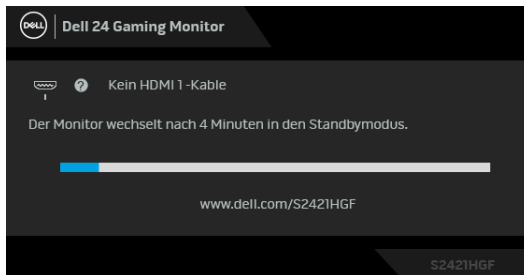 DELL
Dell 24 Gaming Monitor
? Kein HDMI 1 -Kable
Der Monitor wechselt nach 4 Minuten in den Standbymodus.
www.dell.com/S2421HGF
S2421HGF